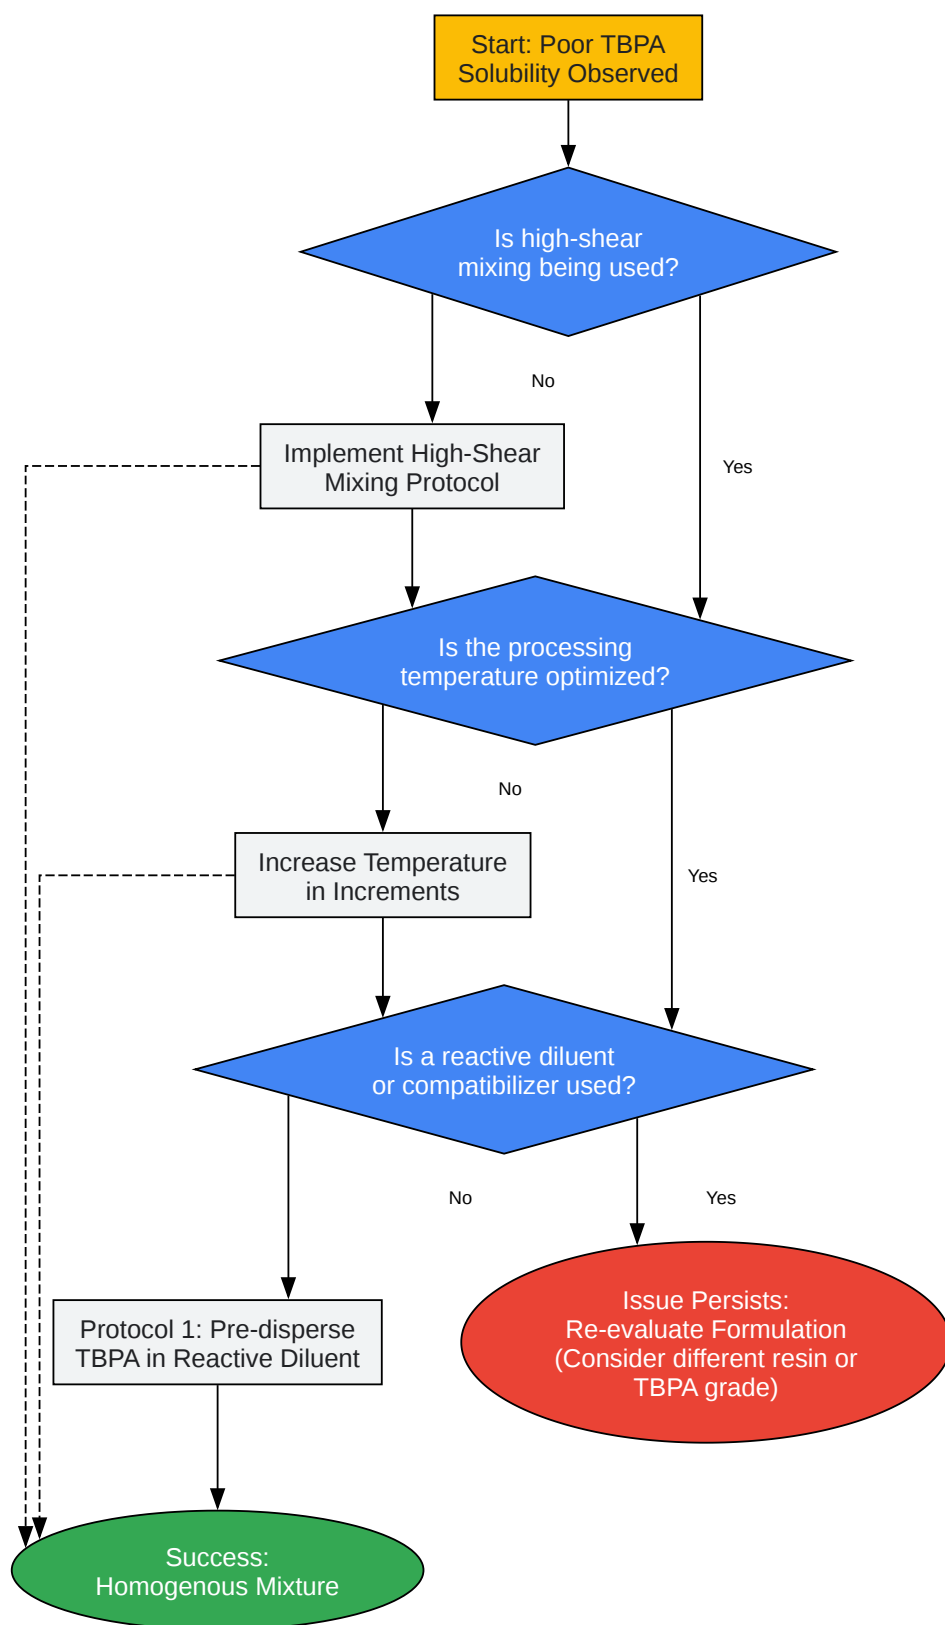 Start: Poor TBPA
Solubility Observed
Is high-shear
mixing being used?
No
Yes
Implement High-Shear
Mixing Protocol
Is the processing
temperature optimized?
No
Yes
Increase Temperature
in Increments
Is a reactive diluent
or compatibilizer used?
No
Yes
Protocol 1: Pre-disperse
TBPA in Reactive Diluent
Issue Persists:
Re-evaluate Formulation
(Consider different resin or
TBPA grade)
Success:
Homogenous Mixture